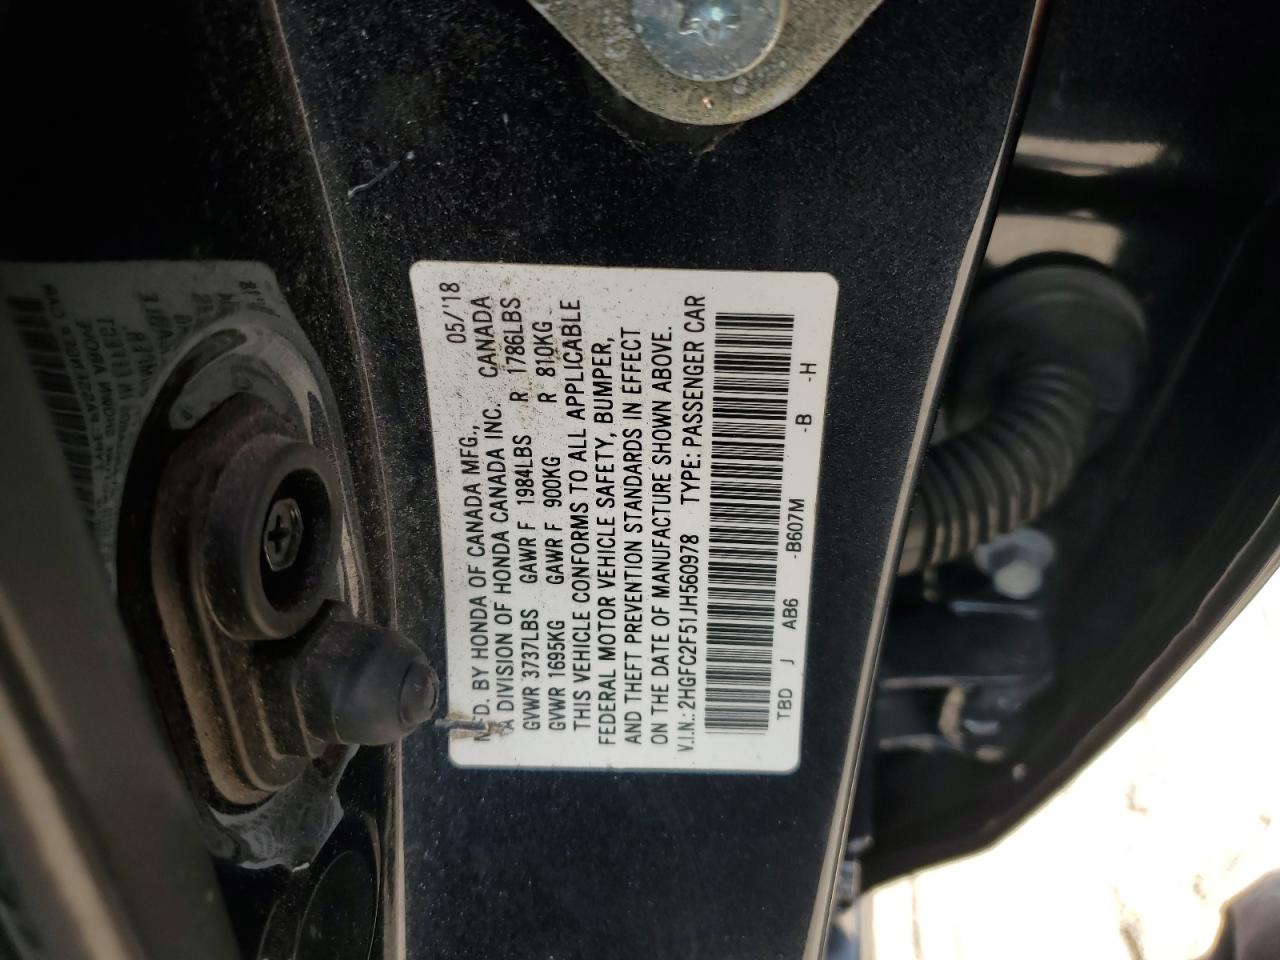 MFD. BY HONDA OF CANADA MFG., 05/'18
A DIVISION OF HONDA CANADA INC. CANADA
GVWR 3737LBS GAWR F 1984LBS R 1786LBS
GVWR 1695KG GAWR F 900KG R 810KG
THIS VEHICLE CONFORMS TO ALL APPLICABLE
FEDERAL MOTOR VEHICLE SAFETY, BUMPER,
AND THEFT PREVENTION STANDARDS IN EFFECT
ON THE DATE OF MANUFACTURE SHOWN ABOVE.
V.I.N.: 2HGFC2F51JH560978 TYPE: PASSENGER CAR
TBD J AB6 -B607M -B -H